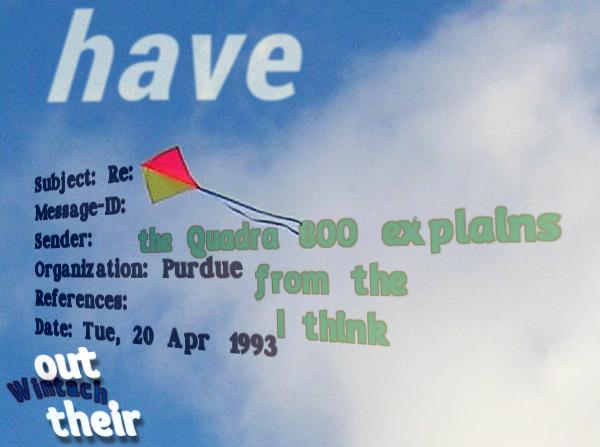 have
Subject: Re:
Message-ID:
Sender:
Organization: Purdue
References:
Date: Tue, 20 Apr 1993
the Quadra 800 explains
from the
I think
out
Wintach
their